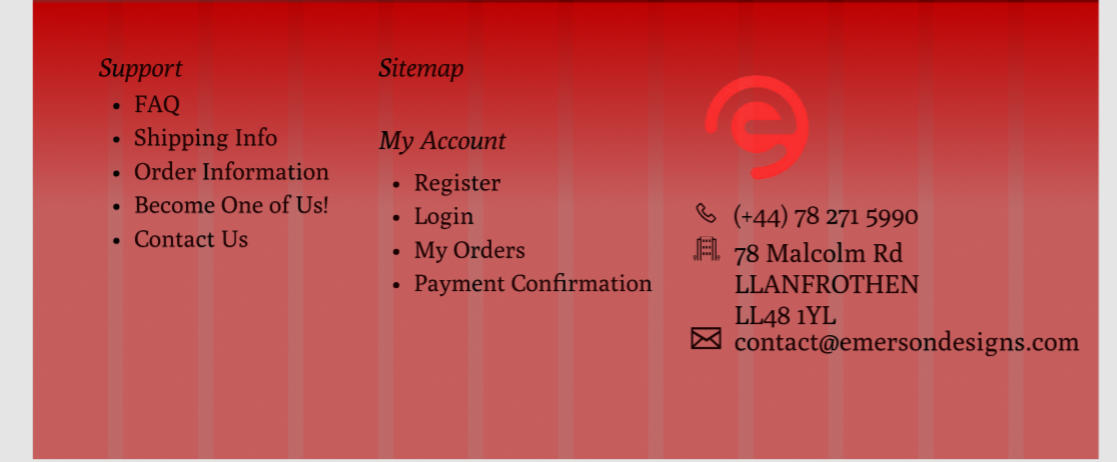 Support
FAQ
Shipping Info
Order Information
Become One of Us!
Contact Us
Sitemap
My Account
Register
Login
My Orders
Payment Confirmation
e
(+44) 78 271 5990
78 Malcolm Rd
LLANFROTHEN
LL48 1YL
contact@emersondesigns.com